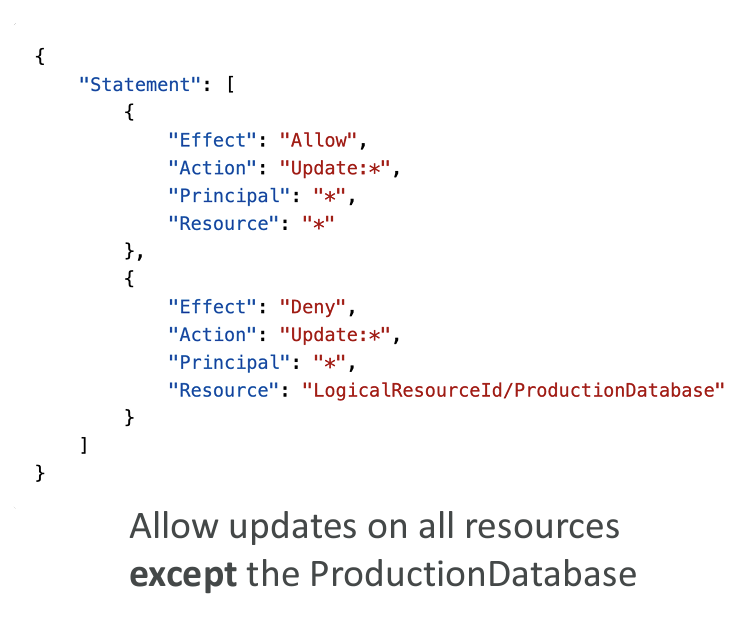 {
"Statement": [
{
"Effect": "Allow",
"Action": "Update:*",
"Principal": "*",
"Resource": "*"
},
{
"Effect": "Deny",
"Action": "Update:*",
"Principal": "*",
"Resource": "LogicalResourceId/ProductionDatabase"
}
]
}
Allow updates on all resources
except the ProductionDatabase